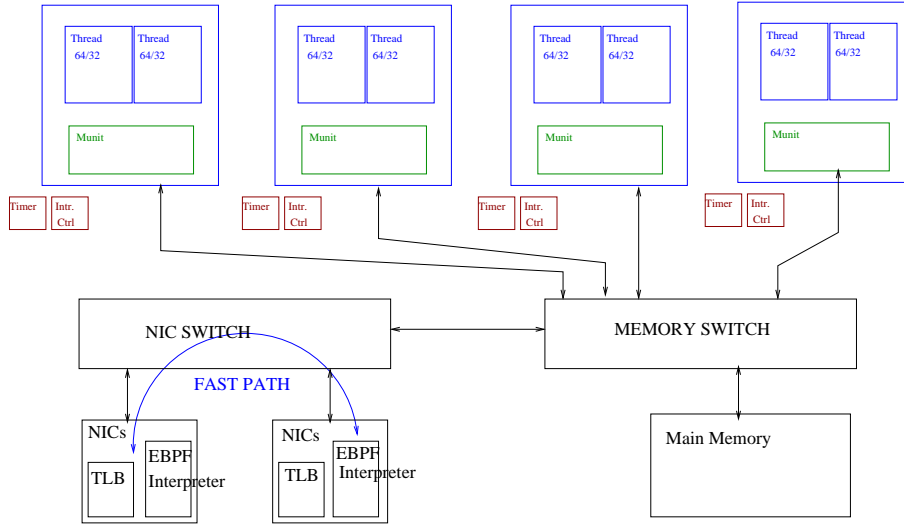 Thread Thread
64/32 64/32
Munit
Thread Thread
64/32 64/32
Munit
Thread Thread
64/32 64/32
Munit
Thread Thread
64/32 64/32
Munit
Timer
Intr.
Ctrl
Timer
Intr.
Ctrl
Timer
Intr.
Ctrl
Timer
Intr.
Ctrl
NIC SWITCH
MEMORY SWITCH
FAST PATH
NICs
TLB
EBPF
Interpreter
NICs
TLB
EBPF
Interpreter
Main Memory